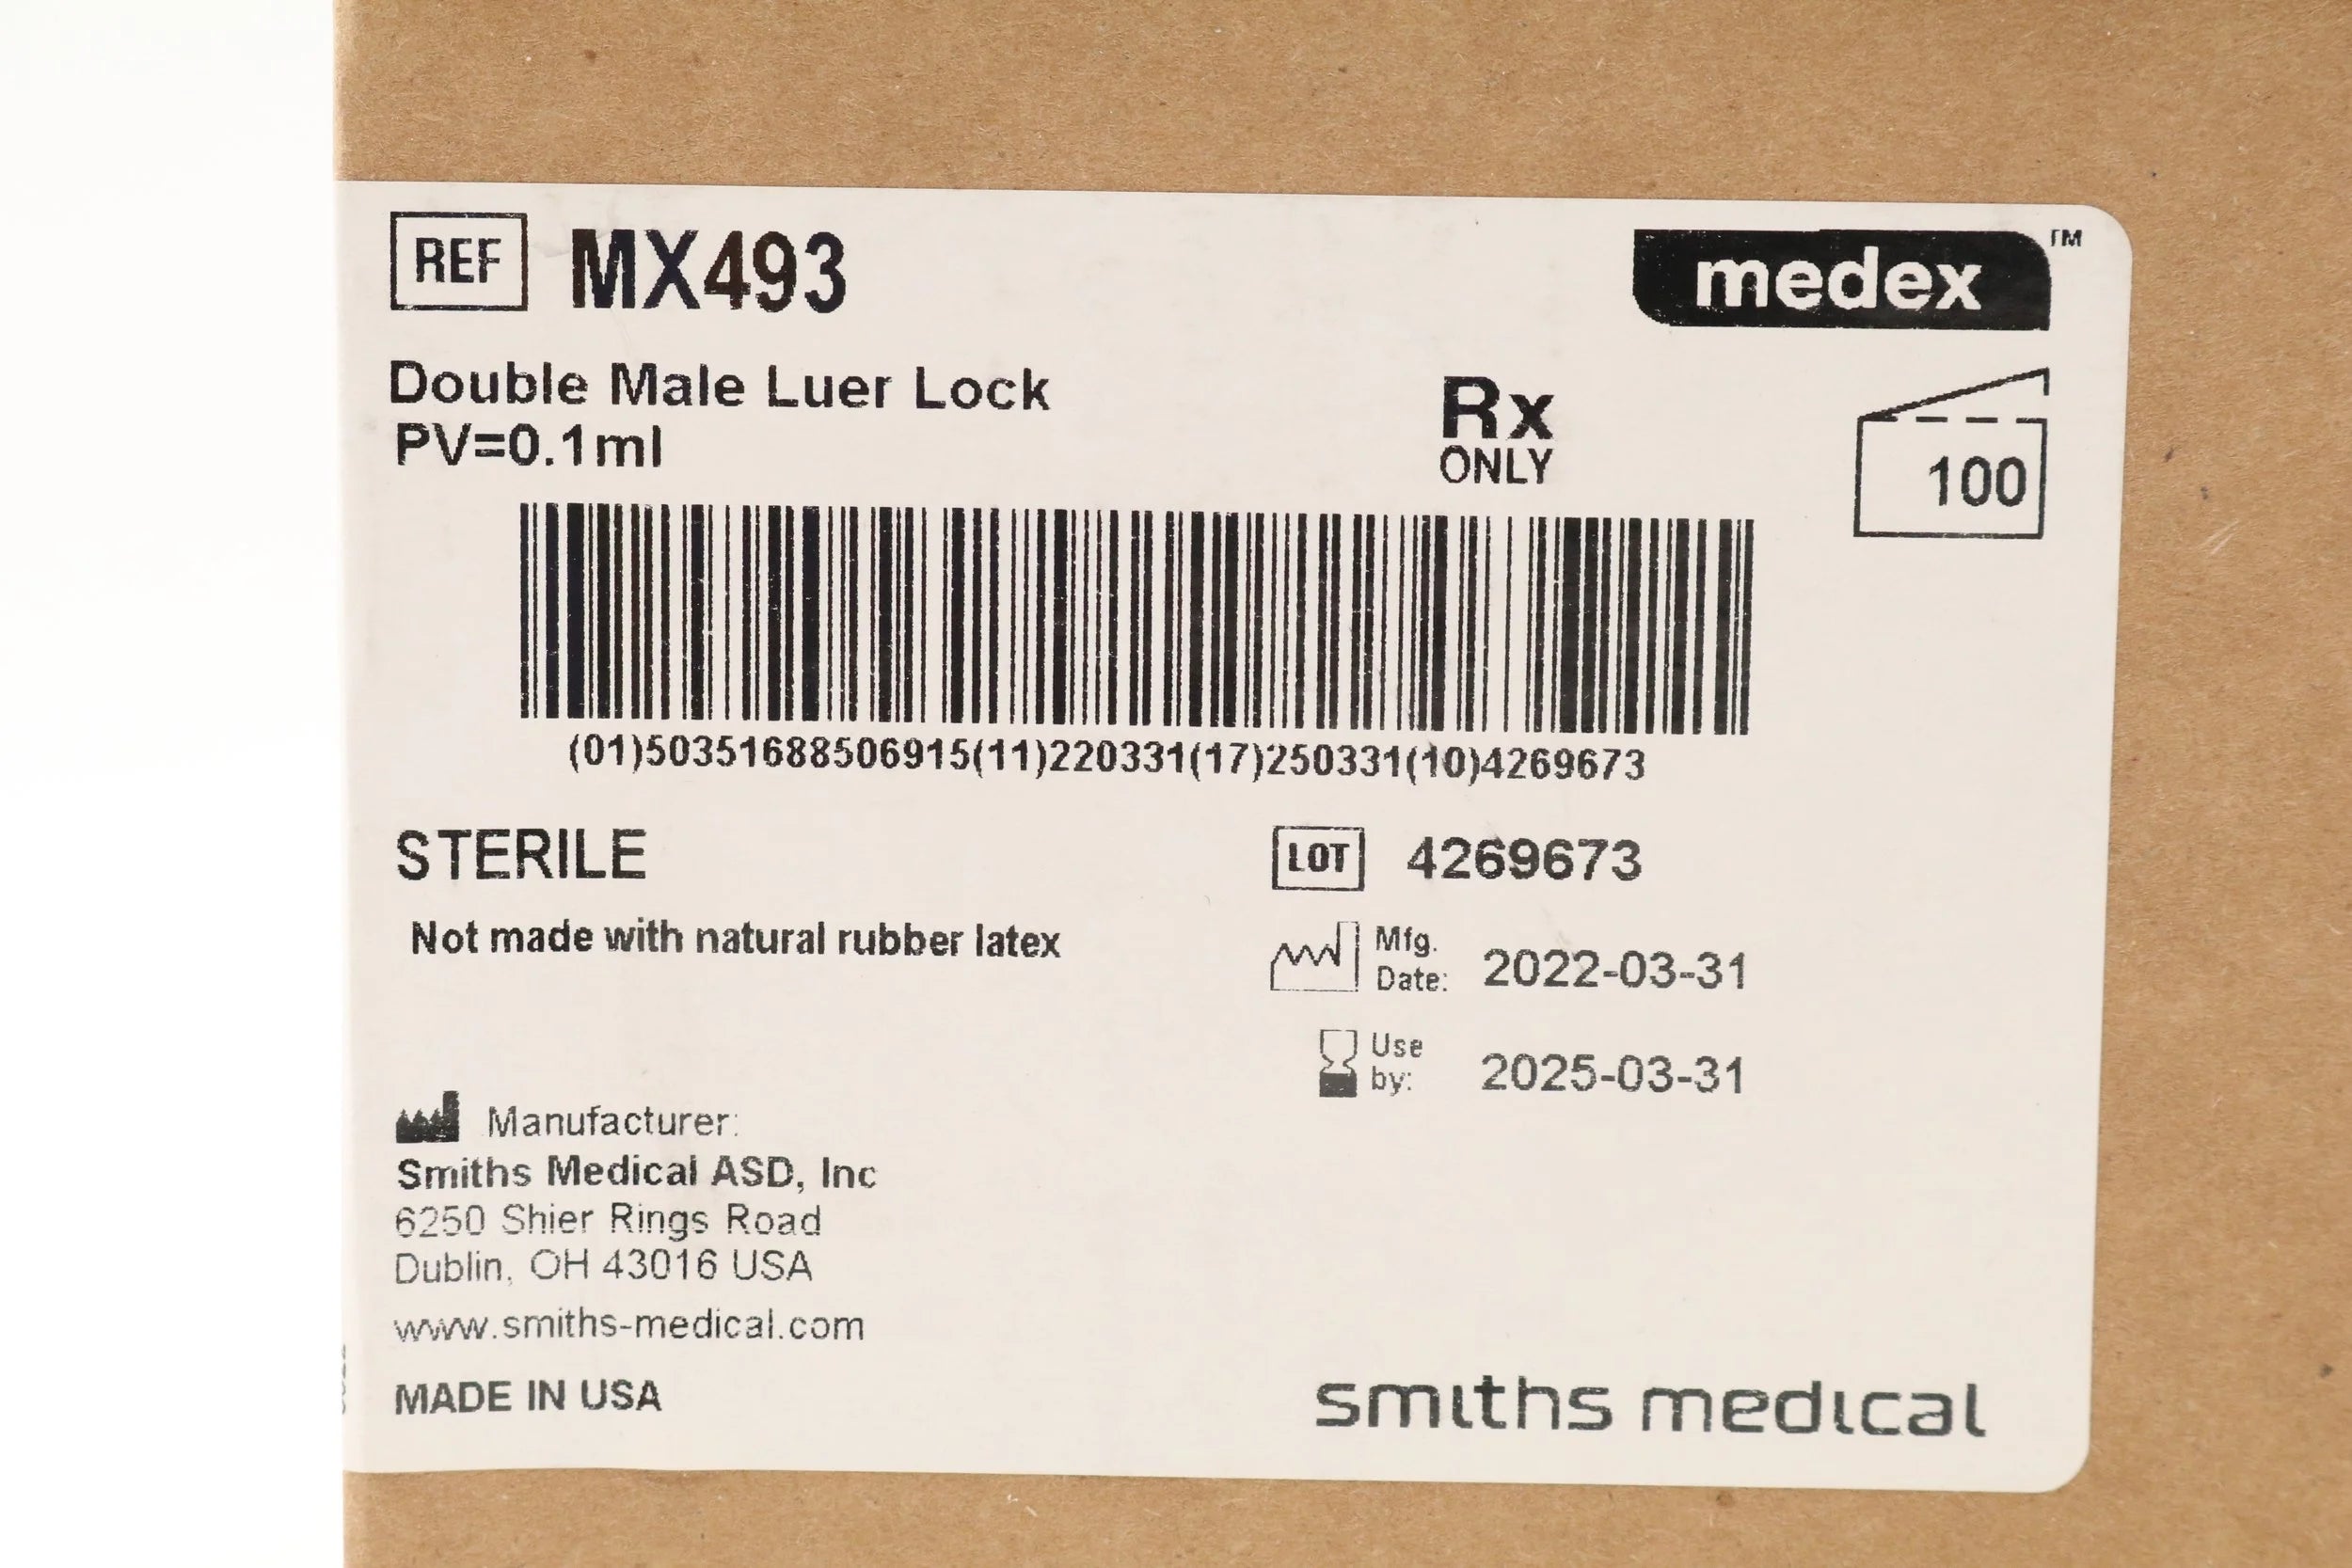 REF MX493
medex™
Double Male Luer Lock
PV=0.1ml
Rx
ONLY
100
(01)50351688506915(11)220331(17)250331(10)4269673
STERILE
LOT 4269673
Not made with natural rubber latex
Mfg.
Date: 2022-03-31
Use
by: 2025-03-31
Manufacturer:
Smiths Medical ASD, Inc
6250 Shier Rings Road
Dublin, OH 43016 USA
www.smiths-medical.com
MADE IN USA
smiths medical